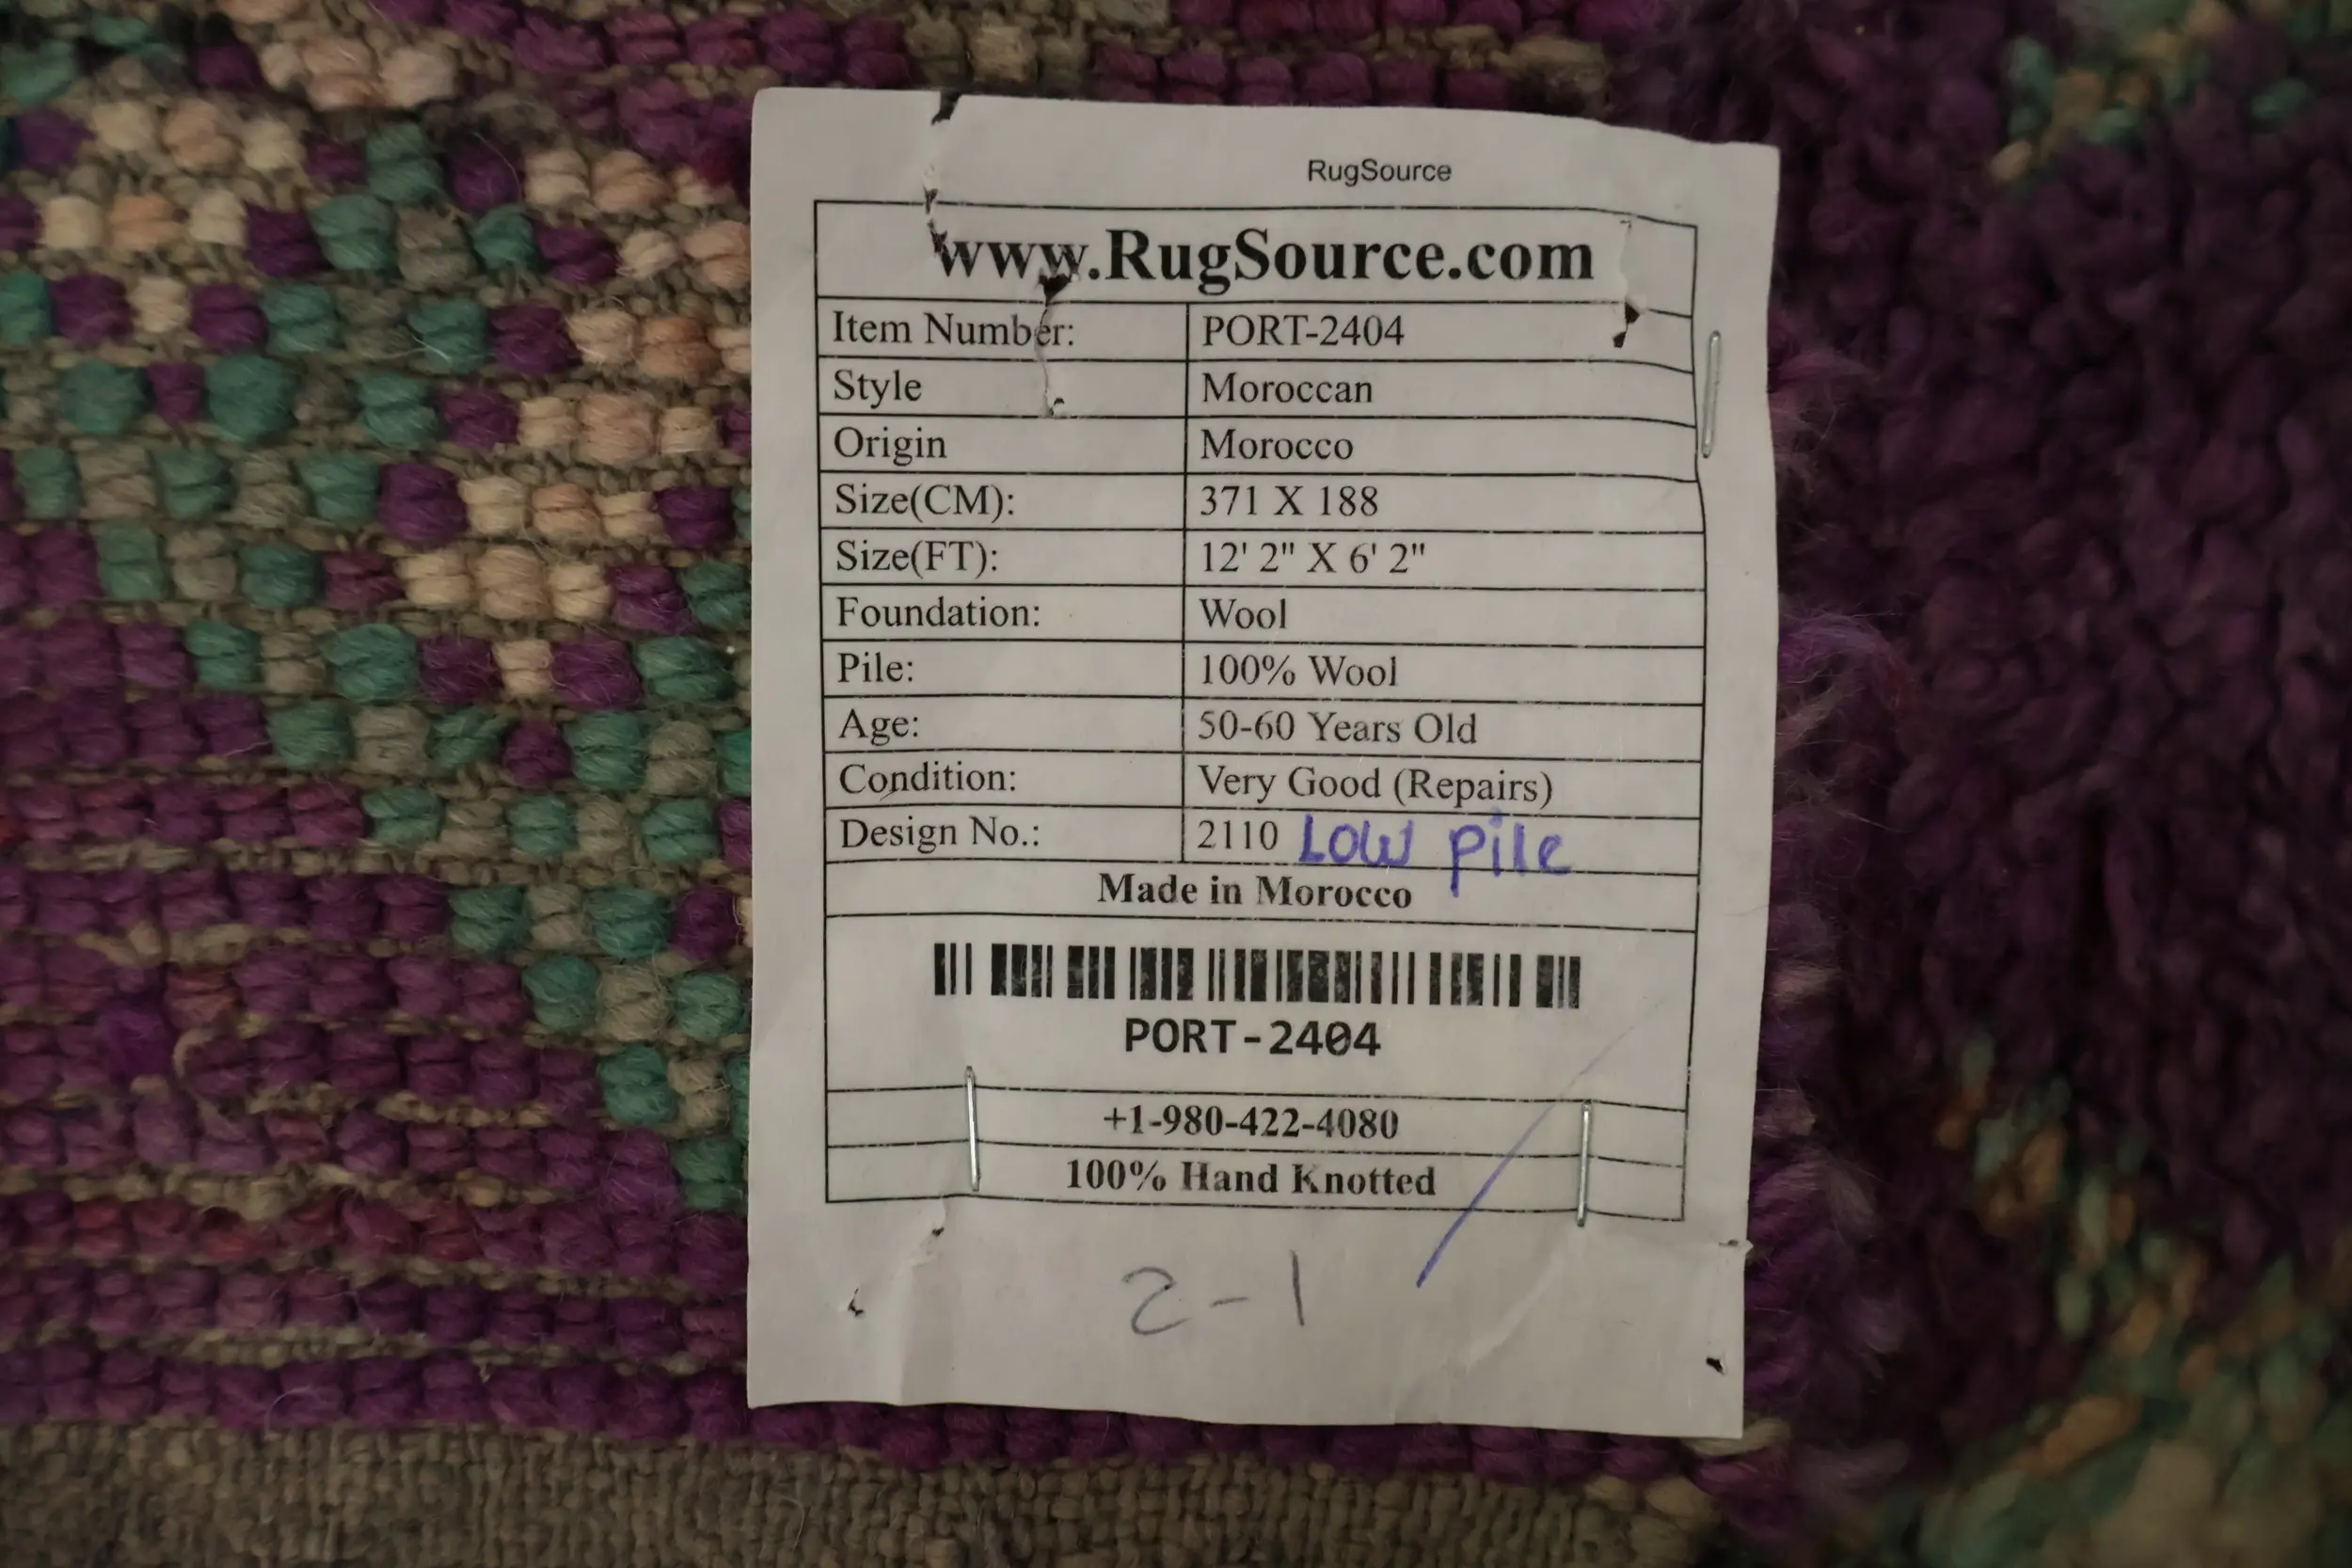 RugSource
www.RugSource.com
Item Number: PORT-2404
Style Moroccan
Origin Morocco
Size(CM): 371 X 188
Size(FT): 12' 2" X 6' 2"
Foundation: Wool
Pile: 100% Wool
Age: 50-60 Years Old
Condition: Very Good (Repairs)
Design No.: 2110 Low pile
Made in Morocco
PORT-2404
+1-980-422-4080
100% Hand Knotted
2-1